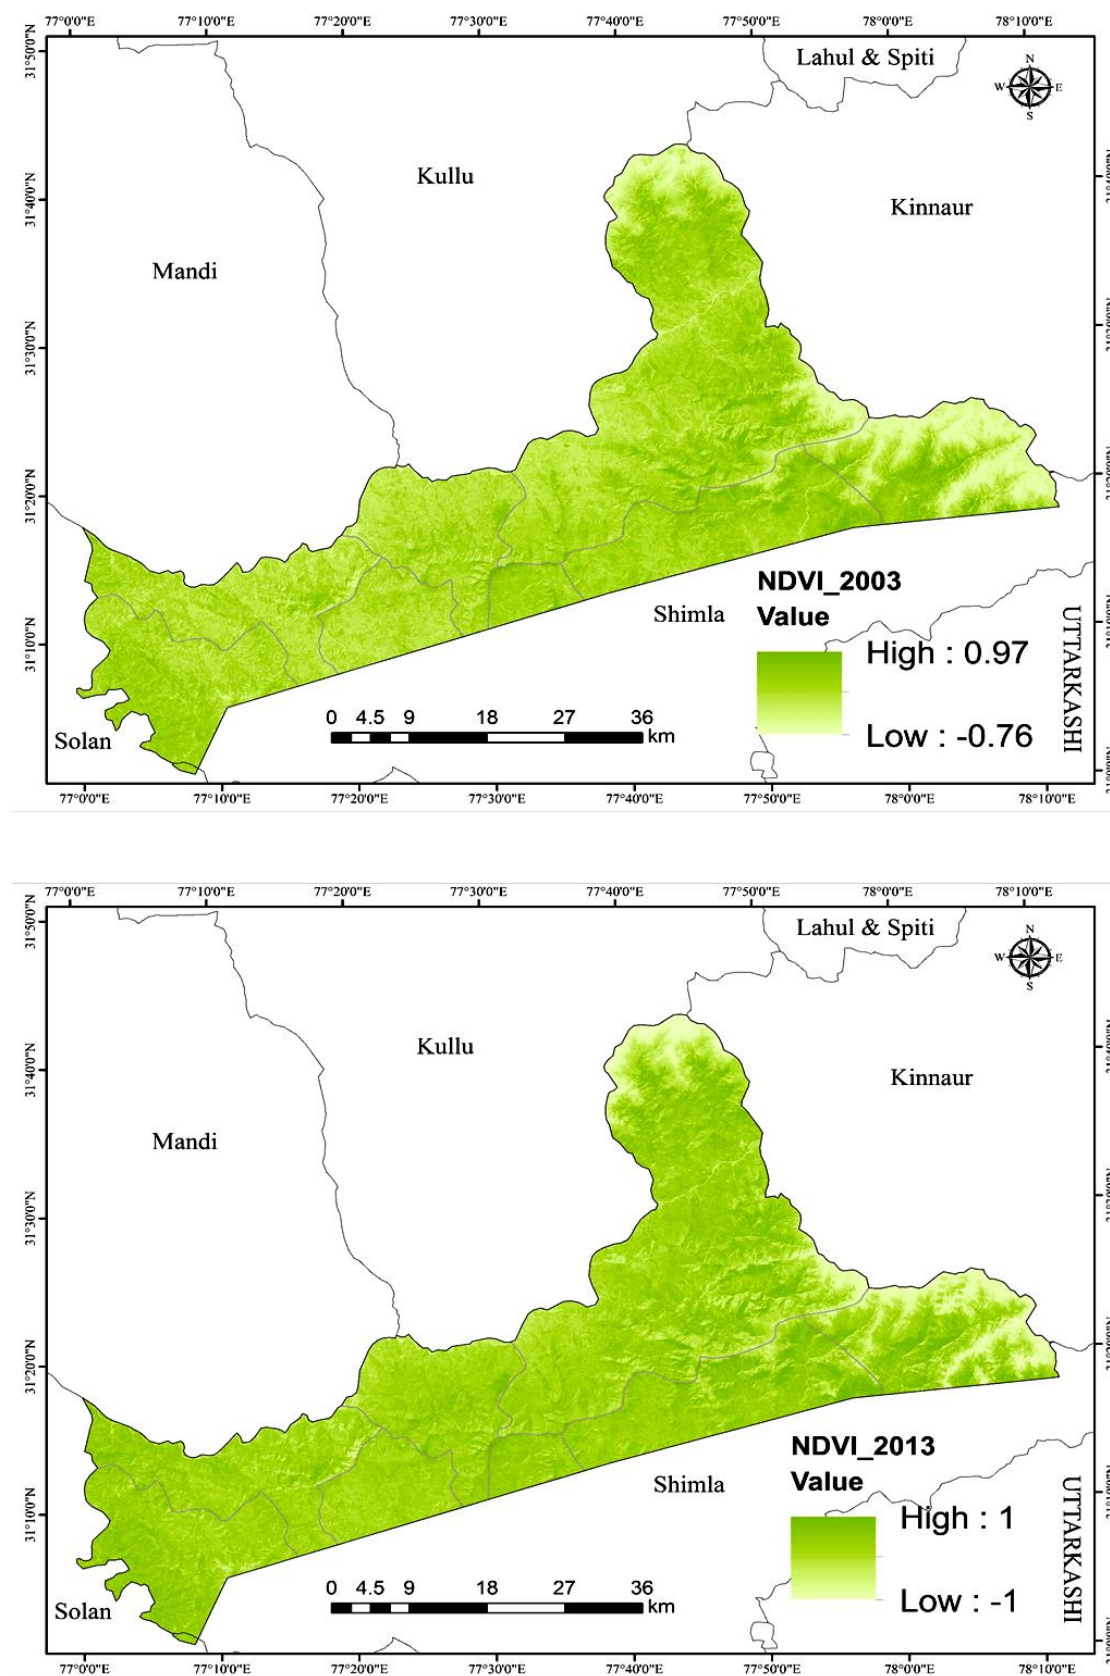 77°0'0"E 77°10'0"E 77°20'0"E 77°30'0"E 77°40'0"E 77°50'0"E 78°0'0"E 78°10'0"E
31°50'0"N
Lahul & Spiti
N
W E
S
Kullu
31°40'0"N
Kinnaur
Mandi
31°30'0"N
31°20'0"N
NDVI_2003
Value
Shimla
31°10'0"N
High : 0.97
UTTARKASHI
0 4.5 9 18 27 36
km
Low : -0.76
Solan
77°0'0"E 77°10'0"E 77°20'0"E 77°30'0"E 77°40'0"E 77°50'0"E 78°0'0"E 78°10'0"E
77°0'0"E 77°10'0"E 77°20'0"E 77°30'0"E 77°40'0"E 77°50'0"E 78°0'0"E 78°10'0"E
31°50'0"N
Lahul & Spiti
N
W E
S
Kullu
31°40'0"N
Kinnaur
Mandi
31°30'0"N
31°20'0"N
NDVI_2013
Value
Shimla
31°10'0"N
High : 1
UTTARKASHI
0 4.5 9 18 27 36
km
Low : -1
Solan
77°0'0"E 77°10'0"E 77°20'0"E 77°30'0"E 77°40'0"E 77°50'0"E 78°0'0"E 78°10'0"E